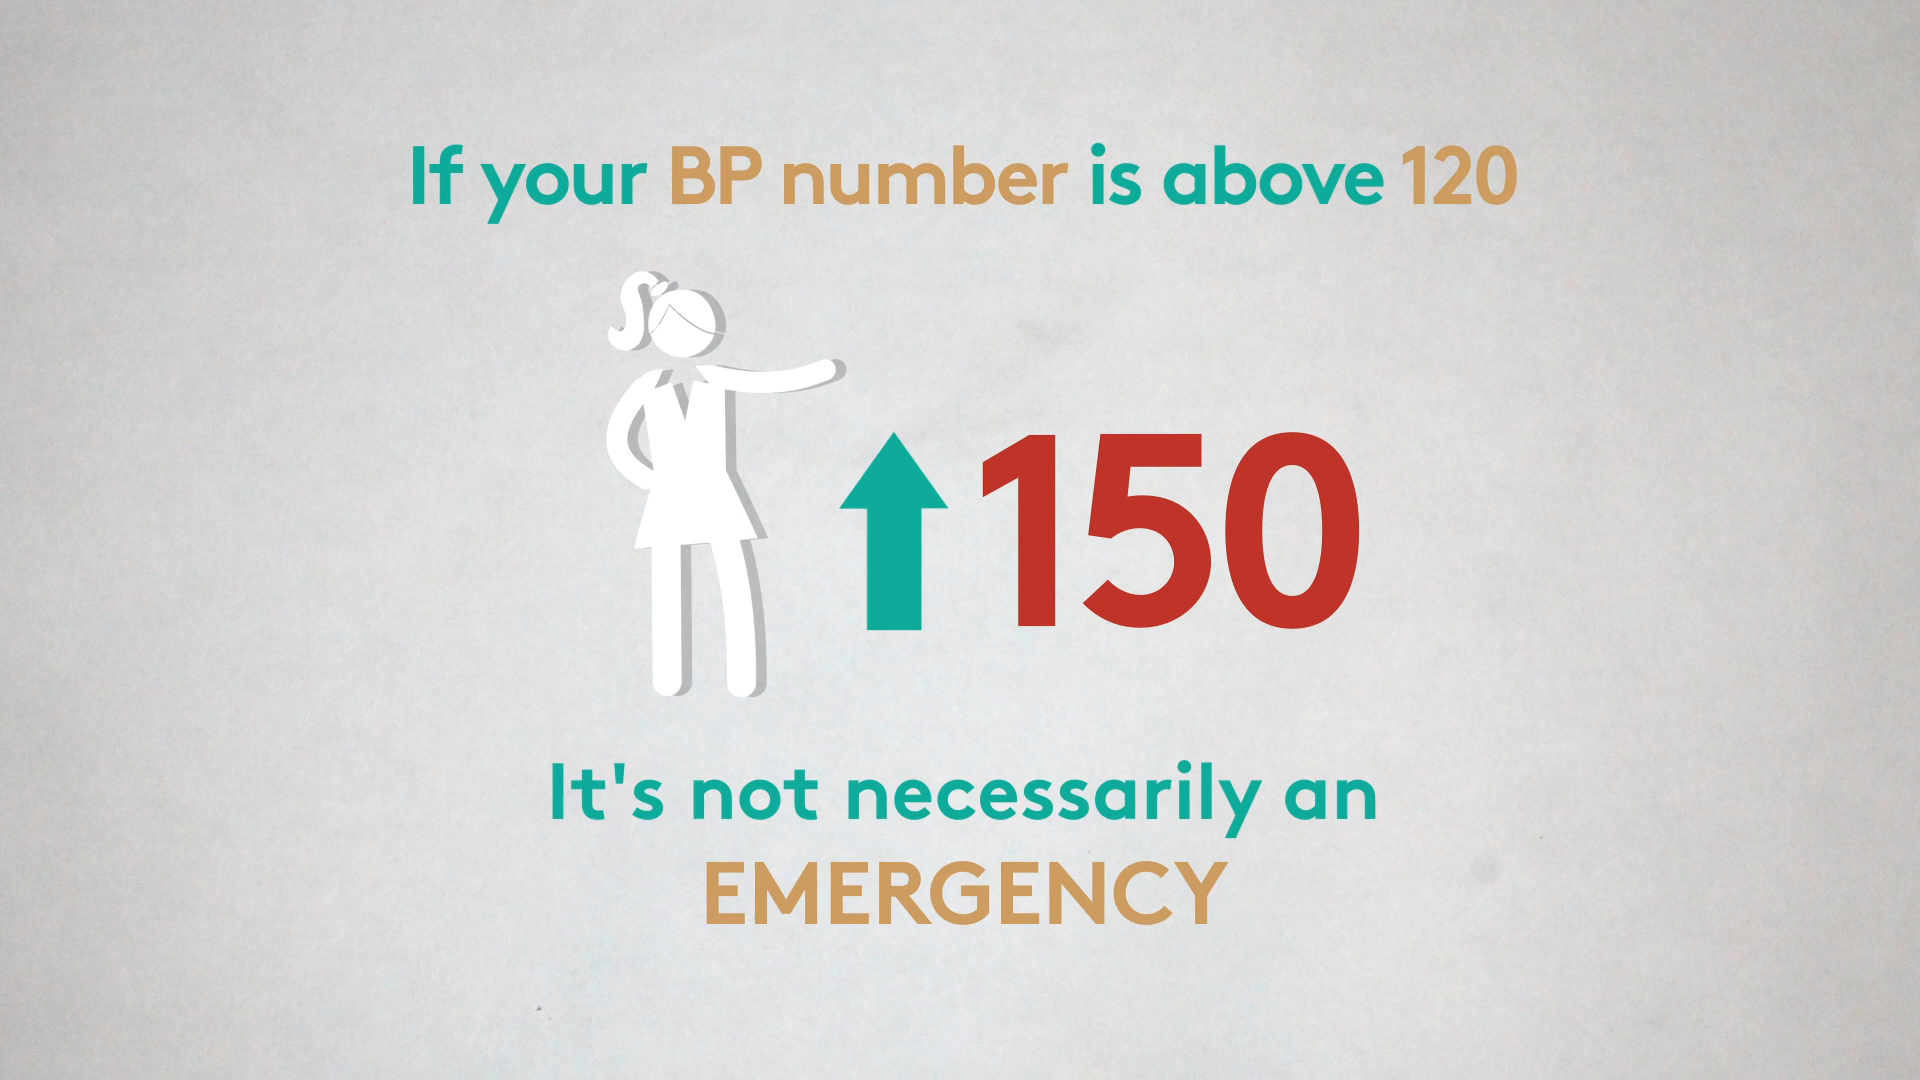 If your BP number is above 120
150
It's not necessarily an
EMERGENCY